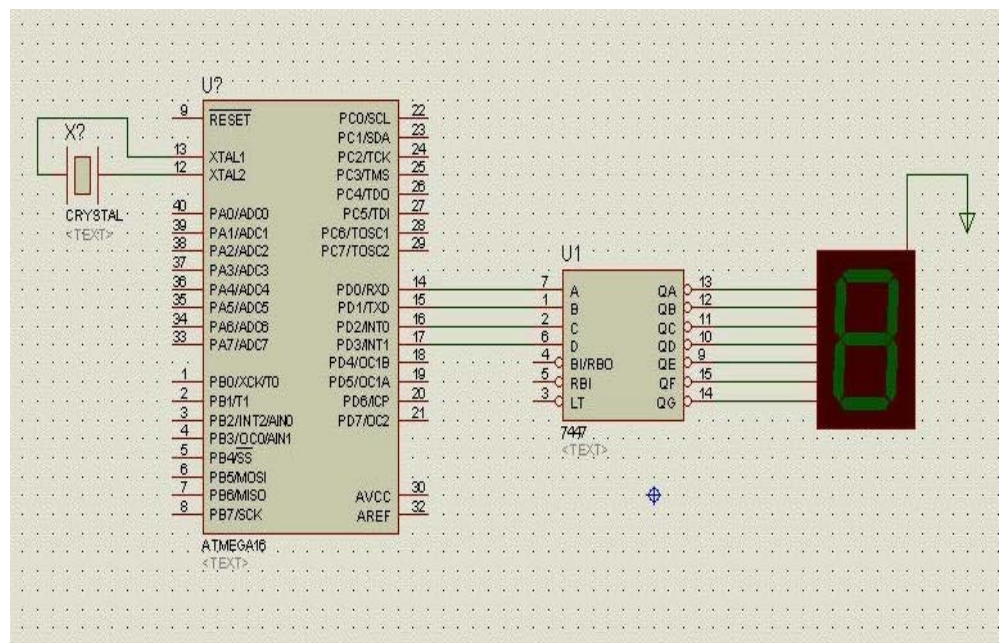 U?
9 RESET PC0/SCL 22
PC1/SDA 23
X?
13 XTAL1 PC2/TCK 24
12 XTAL2 PC3/TMS 25
PC4/TDO 26
CRYSTAL
<TEXT>
40 PA0/ADC0 PC5/TDI 27
39 PA1/ADC1 PC6/TOSC1 28
38 PA2/ADC2 PC7/TOSC2 29
37 PA3/ADC3
36 PA4/ADC4 PD0/RXD 14
35 PA5/ADC5 PD1/TXD 15
34 PA6/ADC6 PD2/INT0 16
33 PA7/ADC7 PD3/INT1 17
PD4/OC1B 18
1 PB0/XCK/T0 PD5/OC1A 19
2 PB1/T1 PD6/ICP 20
3 PB2/INT2/AIN0 PD7/OC2 21
4 PB3/OC0/AIN1
5 PB4/SS
6 PB5/MOSI
7 PB6/MISO AVCC 30
8 PB7/SCK AREF 32
ATMEGA16
<TEXT>
U1
7 A QA 13
1 B QB 12
2 C QC 11
6 D QD 10
4 BI/RBO QE 9
5 RBI QF 15
3 LT QG 14
7447
<TEXT>